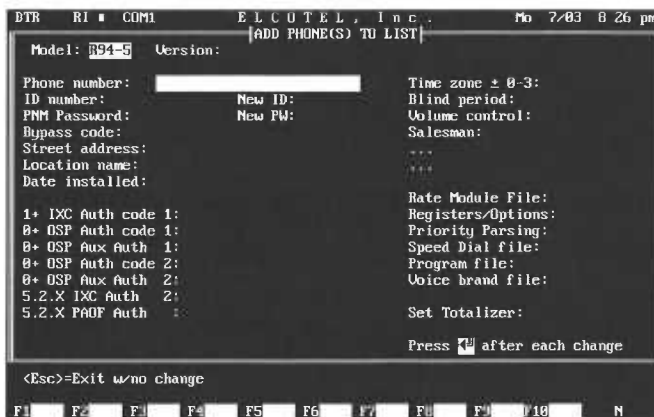 DTR RI ■ COM1 E L C O T E L , I n c . Mo 7/03 8 26 pm
ADD PHONE(S) TO LIST
Model: R94-5 Version:
Phone number: Time zone ± 0-3:
ID number: New ID: Blind period:
PNM Password: New PW: Volume control:
Bypass code: Salesman:
Street address: ...
Location name: ...
Date installed:
Rate Module File:
1+ IXC Auth code 1: Registers/Options:
0+ OSP Auth code 1: Priority Parsing:
0+ OSP Aux Auth 1: Speed Dial file:
0+ OSP Auth code 2: Program file:
0+ OSP Aux Auth 2: Voice brand file:
5.2.X IXC Auth 2:
5.2.X PAOF Auth : Set Totalizer:
Press ◄┘ after each change
<Esc>=Exit w/no change
F1 F2 F3 F4 F5 F6 F7 F8 F9 F10 N